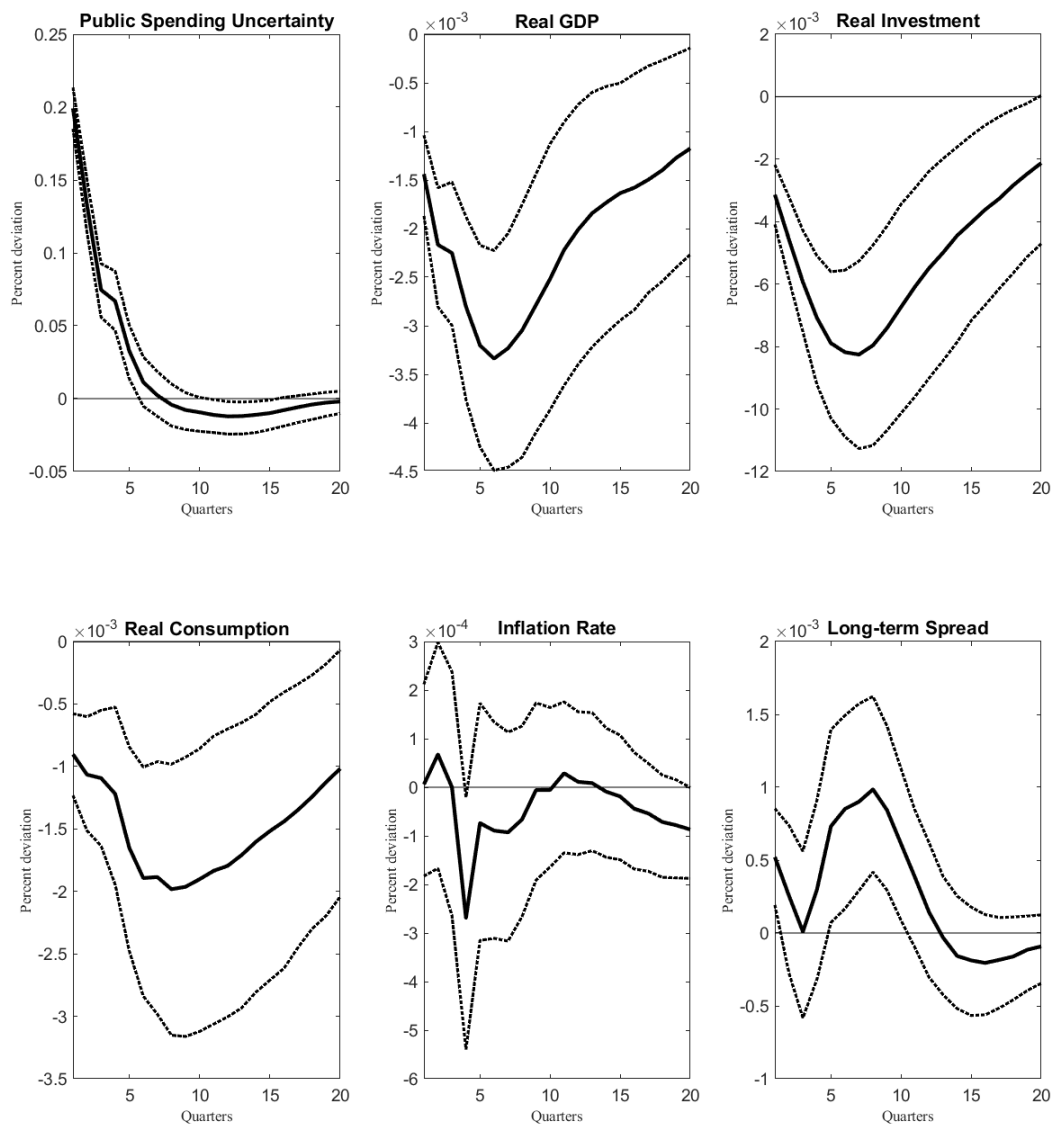 Public Spending Uncertainty
0.25
0.2
0.15
0.1
0.05
0
-0.05
Percent deviation
5 10 15 20
Quarters
×10⁻³ Real GDP
0
-0.5
-1
-1.5
-2
-2.5
-3
-3.5
-4
-4.5
Percent deviation
5 10 15 20
Quarters
×10⁻³ Real Investment
2
0
-2
-4
-6
-8
-10
-12
Percent deviation
5 10 15 20
Quarters
×10⁻³ Real Consumption
0
-0.5
-1
-1.5
-2
-2.5
-3
-3.5
Percent deviation
5 10 15 20
Quarters
×10⁻⁴ Inflation Rate
3
2
1
0
-1
-2
-3
-4
-5
-6
Percent deviation
5 10 15 20
Quarters
×10⁻³ Long-term Spread
2
1.5
1
0.5
0
-0.5
-1
Percent deviation
5 10 15 20
Quarters